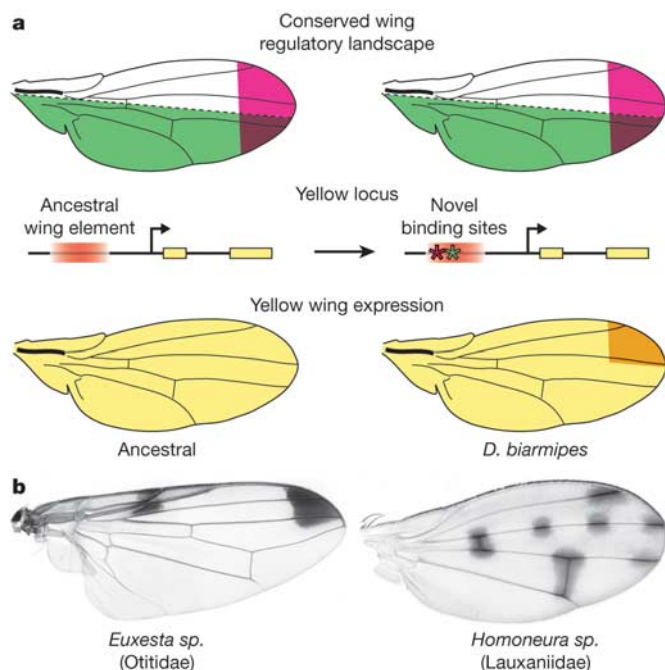 a
Conserved wing
regulatory landscape
Yellow locus
Ancestral
wing element
Novel
binding sites
Yellow wing expression
Ancestral
D. biarmipes
b
Euxesta sp.
(Otitidae)
Homoneura sp.
(Lauxaniidae)